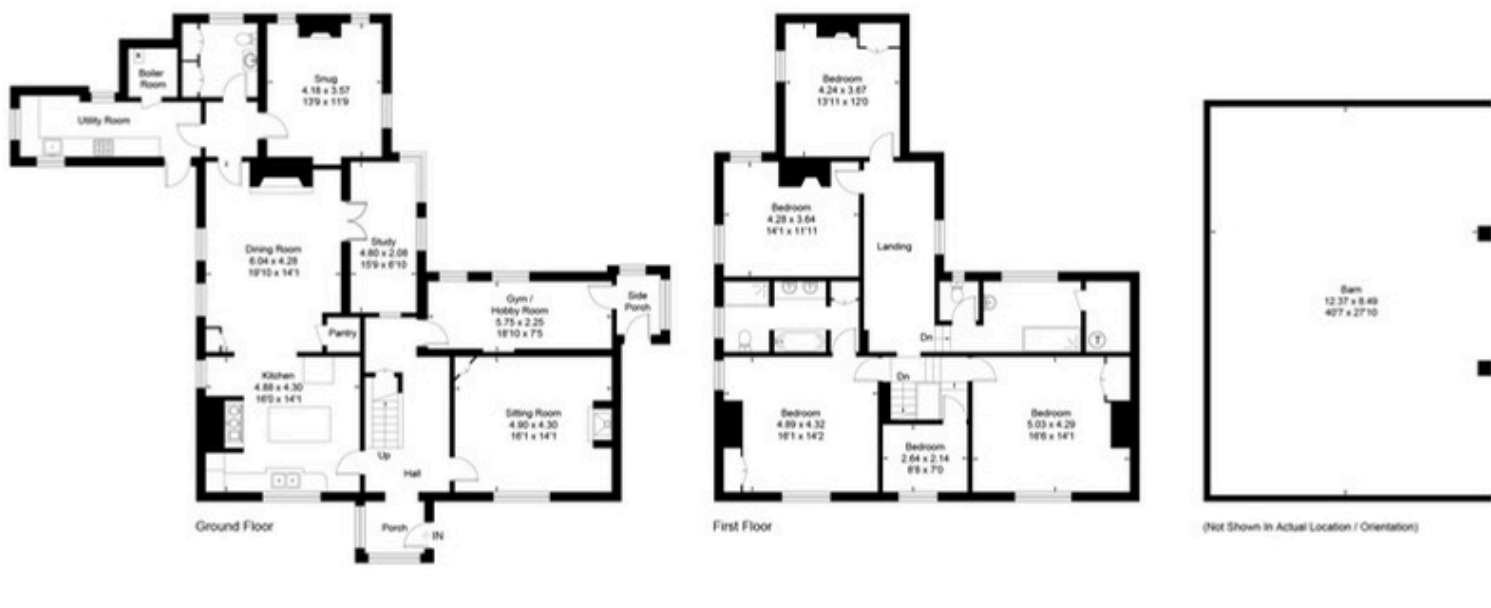 Boiler
Room
Utility Room
Snug
4.18 x 3.57
13'9 x 11'9
Dining Room
6.04 x 4.28
19'10 x 14'1
Study
4.80 x 2.08
15'9 x 6'10
Pantry
Gym /
Hobby Room
5.75 x 2.25
18'10 x 7'5
Side
Porch
Kitchen
4.88 x 4.30
16'0 x 14'1
Sitting Room
4.90 x 4.30
16'1 x 14'1
Up
Hall
Porch
IN
Ground Floor
Bedroom
4.24 x 3.67
13'11 x 12'0
Bedroom
4.28 x 3.64
14'1 x 11'11
Landing
Dn
T
Dn
Bedroom
4.89 x 4.32
16'1 x 14'2
Bedroom
2.64 x 2.14
8'8 x 7'0
Bedroom
5.03 x 4.29
16'6 x 14'1
First Floor
Barn
12.37 x 8.49
40'7 x 27'10
(Not Shown In Actual Location / Orientation)